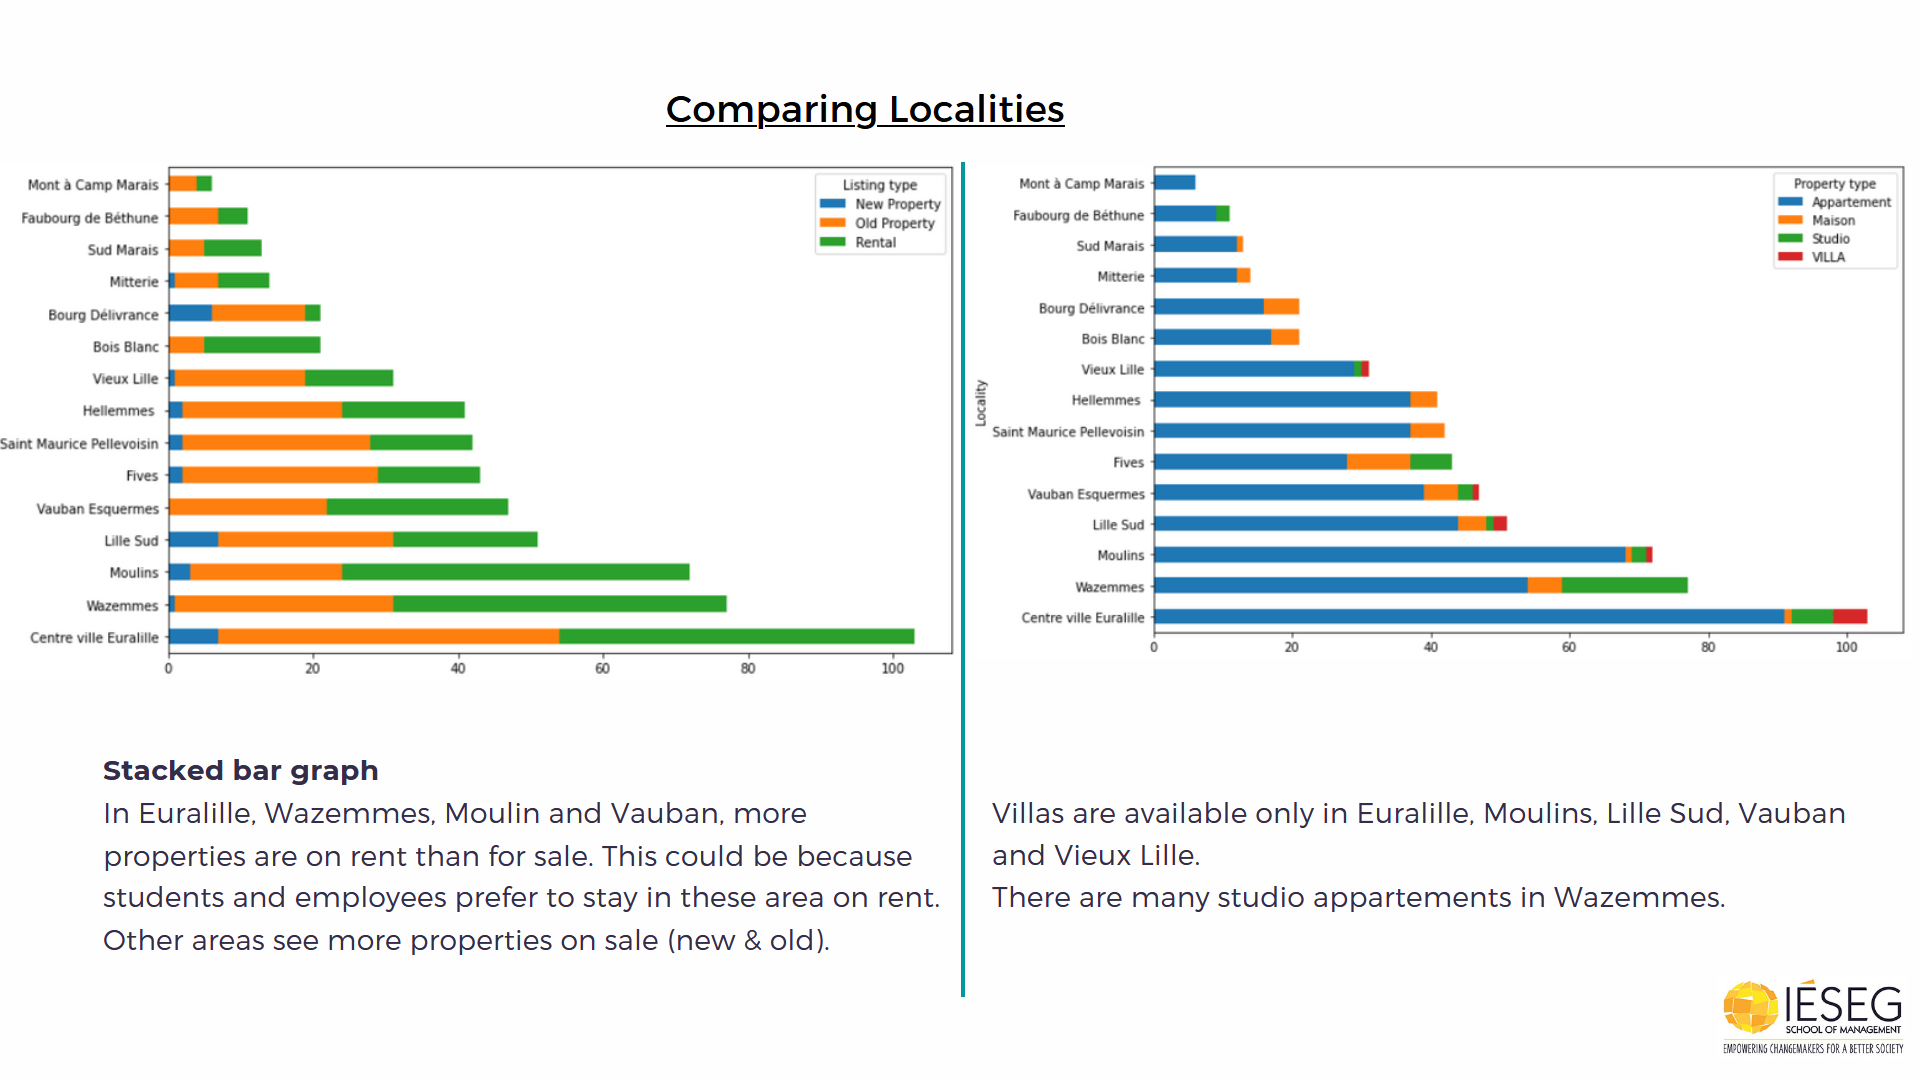 Comparing Localities
Mont à Camp Marais
Faubourg de Béthune
Sud Marais
Mitterie
Bourg Délivrance
Bois Blanc
Vieux Lille
Hellemmes
Saint Maurice Pellevoisin
Fives
Vauban Esquermes
Lille Sud
Moulins
Wazemmes
Centre ville Euralille
0 20 40 60 80 100
Listing type
New Property
Old Property
Rental
Locality
Mont à Camp Marais
Faubourg de Béthune
Sud Marais
Mitterie
Bourg Délivrance
Bois Blanc
Vieux Lille
Hellemmes
Saint Maurice Pellevoisin
Fives
Vauban Esquermes
Lille Sud
Moulins
Wazemmes
Centre ville Euralille
0 20 40 60 80 100
Property type
Appartement
Maison
Studio
VILLA
Stacked bar graph
In Euralille, Wazemmes, Moulin and Vauban, more
properties are on rent than for sale. This could be because
students and employees prefer to stay in these area on rent.
Other areas see more properties on sale (new & old).
Villas are available only in Euralille, Moulins, Lille Sud, Vauban
and Vieux Lille.
There are many studio appartements in Wazemmes.
IÉSEG
SCHOOL OF MANAGEMENT
EMPOWERING CHANGEMAKERS FOR A BETTER SOCIETY